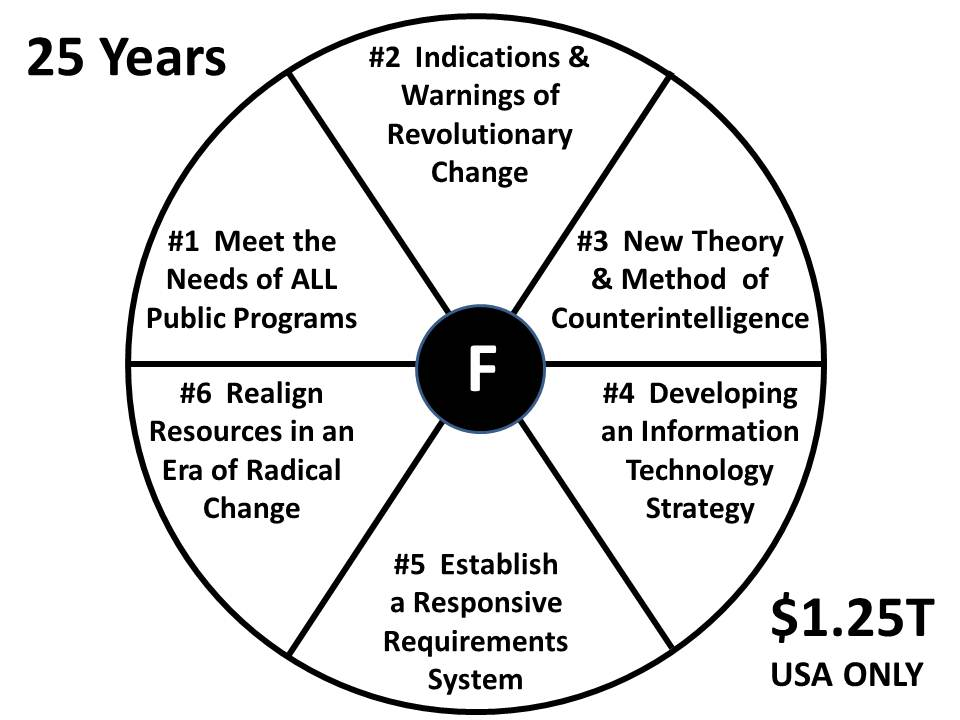 25 Years
#2 Indications &
Warnings of
Revolutionary
Change
#1 Meet the
Needs of ALL
Public Programs
#3 New Theory
& Method of
Counterintelligence
F
#6 Realign
Resources in an
Era of Radical
Change
#4 Developing
an Information
Technology
Strategy
#5 Establish
a Responsive
Requirements
System
$1.25T
USA ONLY